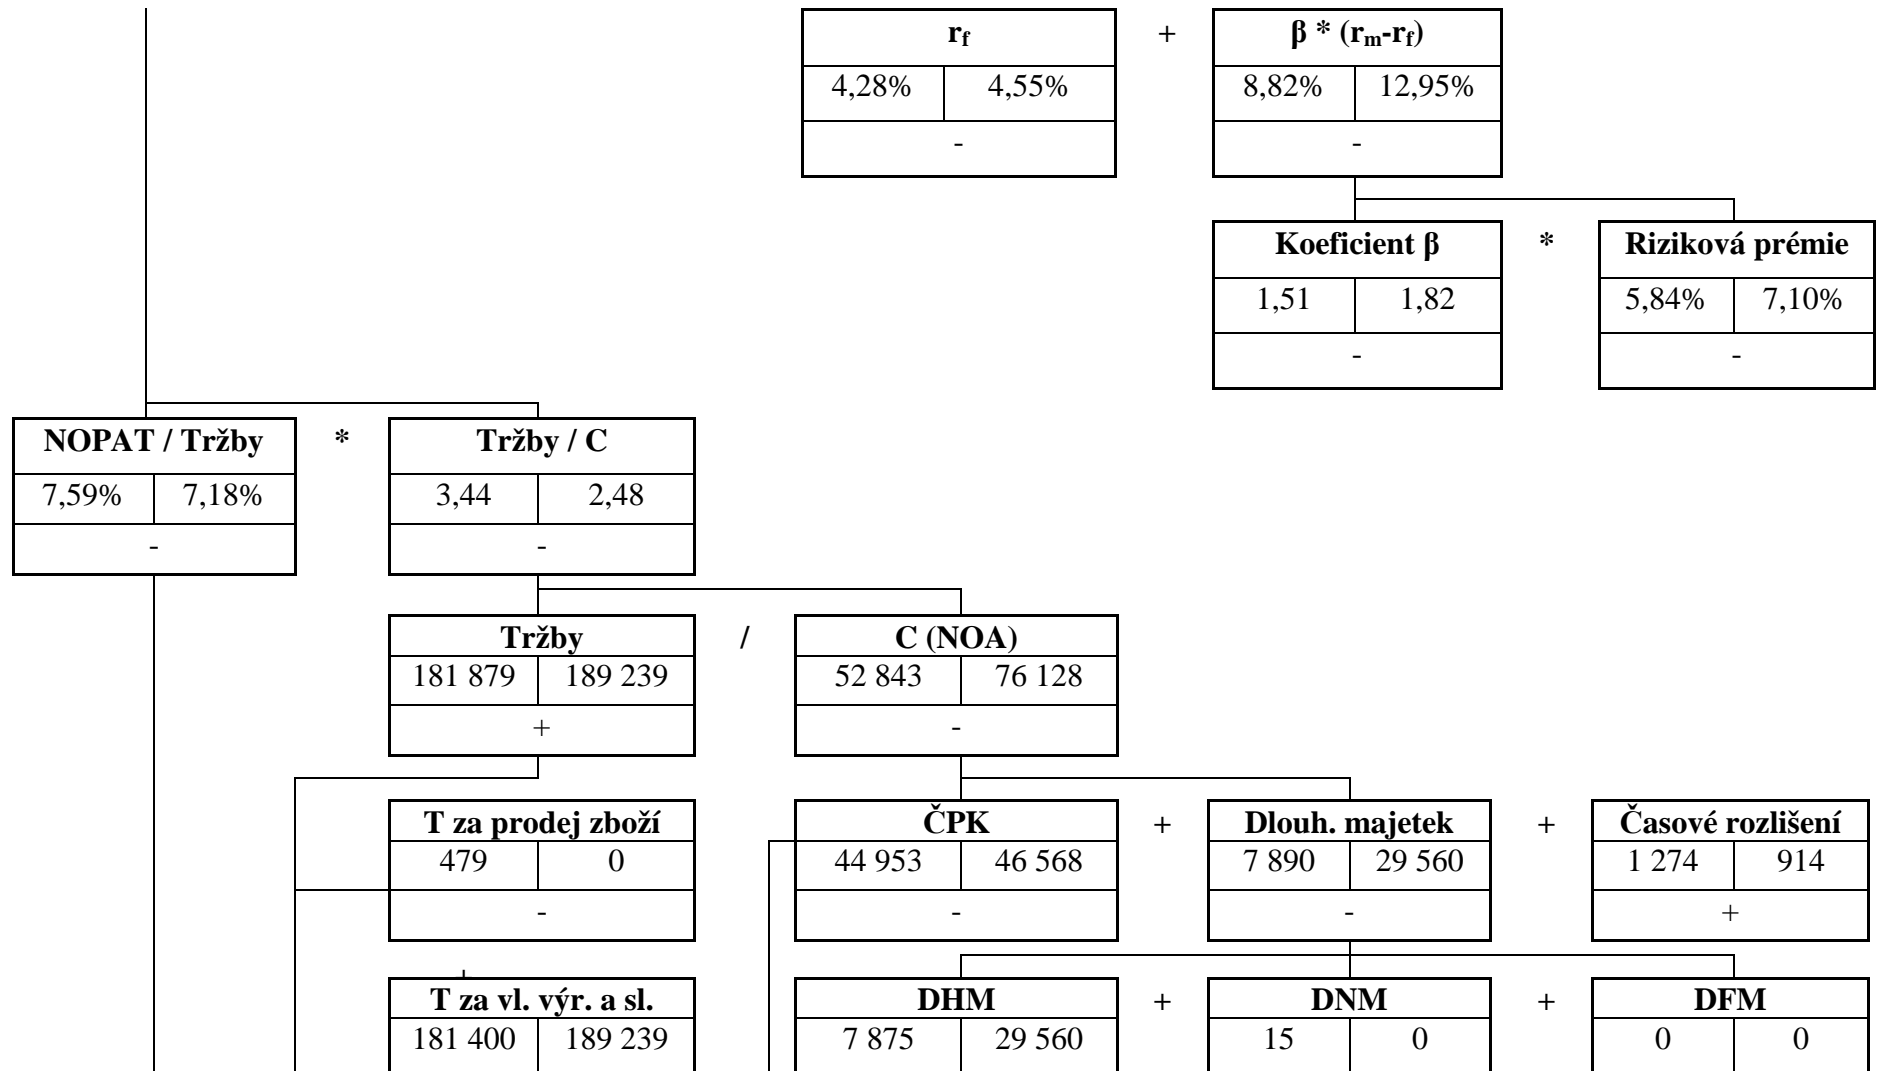 r_f + β * (r_m-r_f)
4,28% 4,55% 8,82% 12,95%
- -
Koeficient β * Riziková prémie
1,51 1,82 5,84% 7,10%
- -
NOPAT / Tržby * Tržby / C
7,59% 7,18% 3,44 2,48
- -
Tržby / C (NOA)
181 879 189 239 52 843 76 128
+ -
T za prodej zboží ČPK + Dlouh. majetek + Časové rozlišení
479 0 44 953 46 568 7 890 29 560 1 274 914
- - - +
+
T za vl. výr. a sl. DHM + DNM + DFM
181 400 189 239 7 875 29 560 15 0 0 0